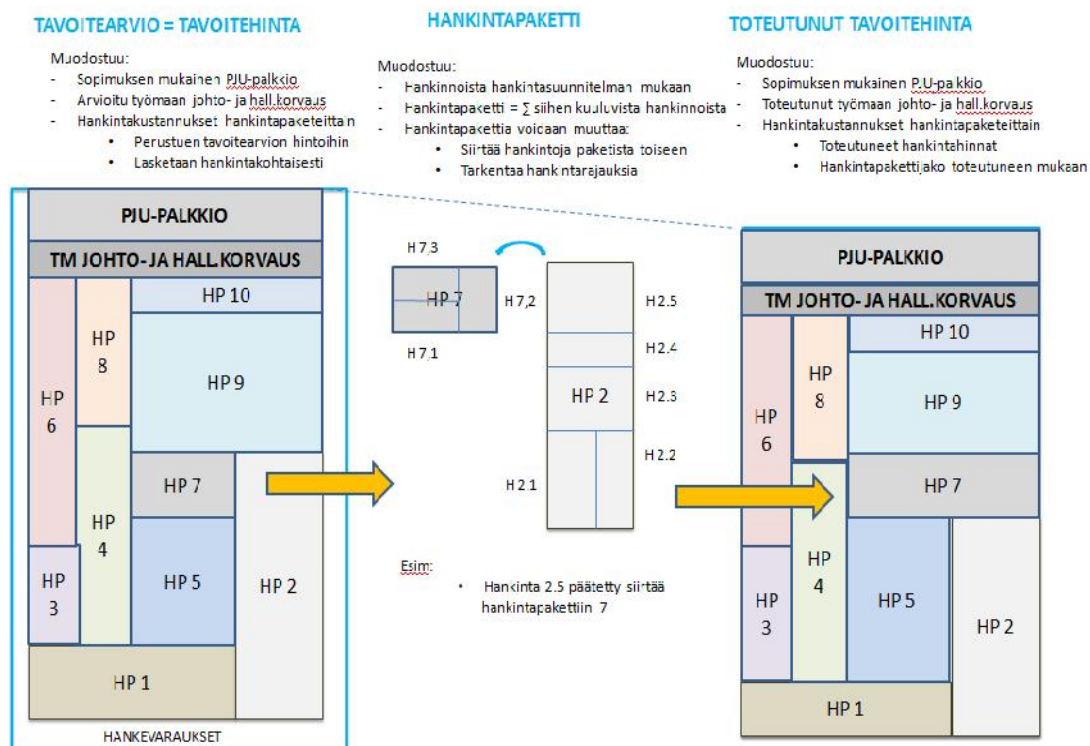 TAVOITEARVIO = TAVOITEHINTA
Muodostuu:
- Sopimuksen mukainen PJU-palkkio
- Arvioitu työmaan johto- ja hall.korvaus
- Hankintakustannukset hankintapaketeittain
• Perustuen tavoitearvion hintoihin
• Lasketaan hankintakohtaisesti
PJU-PALKKIO
TM JOHTO- JA HALL.KORVAUS
HP 10
HP
8
HP 9
HP
6
HP 7
HP
4
HP
3
HP 5
HP 2
HP 1
HANKEVARAUKSET
HANKINTAPAKETTI
Muodostuu:
- Hankinnoista hankintasuunnitelman mukaan
- Hankintapaketti = ∑ siihen kuuluvista hankinnoista
- Hankintapakettia voidaan muuttaa:
• Siirtää hankintoja paketista toiseen
• Tarkentaa hankintarajauksia
H 7,3
HP 7
H 7,2
H 7,1
H 2.5
H 2.4
HP 2
H 2.3
H 2.2
H 2.1
Esim:
• Hankinta 2.5 päätetty siirtää
hankintapakettiin 7
TOTEUTUNUT TAVOITEHINTA
Muodostuu:
- Sopimuksen mukainen PJU-palkkio
- Toteutunut työmaan johto- ja hall.korvaus
- Hankintakustannukset hankintapaketeittain
• Toteutuneet hankintahinnat
• Hankintapakettijako toteutuneen mukaan
PJU-PALKKIO
TM JOHTO- JA HALL.KORVAUS
HP 10
HP
8
HP 9
HP
6
HP 7
HP
4
HP
3
HP 5
HP 2
HP 1